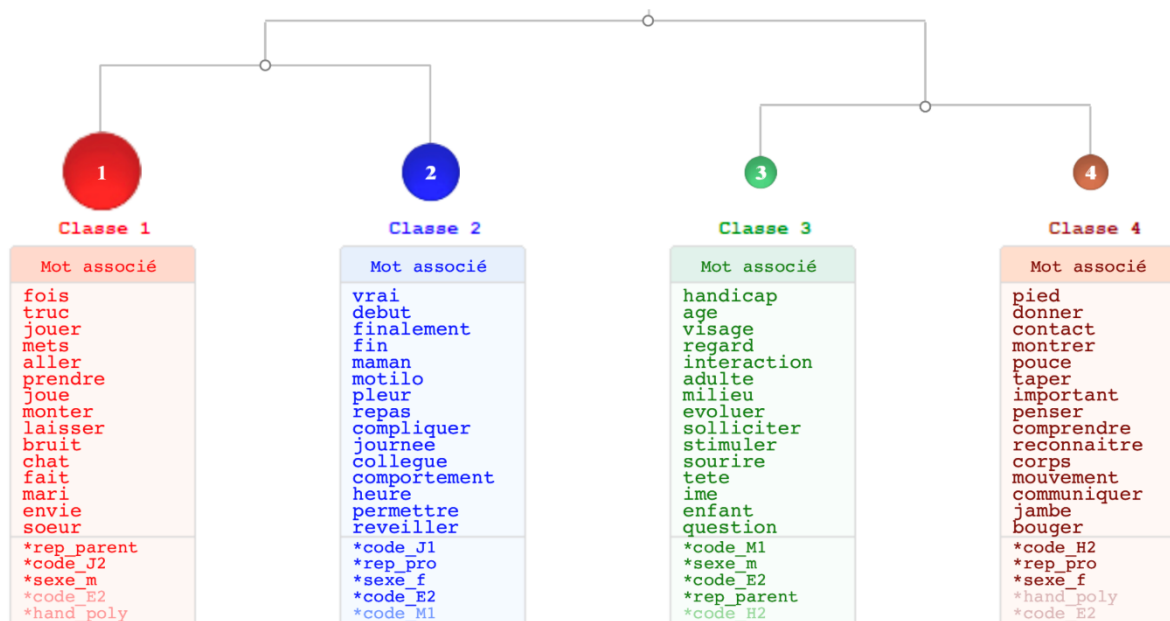 1
2
3
4
Classe 1
Classe 2
Classe 3
Classe 4
Mot associé
fois
truc
jouer
mets
aller
prendre
joue
monter
laisser
bruit
chat
fait
mari
envie
soeur
*rep_parent
*code_J2
*sexe_m
*code_E2
*hand_poly
Mot associé
vrai
debut
finalement
fin
maman
motilo
pleur
repas
compliquer
journee
collegue
comportement
heure
permettre
reveiller
*code_J1
*rep_pro
*sexe_f
*code_E2
*code_M1
Mot associé
handicap
age
visage
regard
interaction
adulte
milieu
evoluer
solliciter
stimuler
sourire
tete
ime
enfant
question
*code_M1
*sexe_m
*code_E2
*rep_parent
*code_H2
Mot associé
pied
donner
contact
montrer
pouce
taper
important
penser
comprendre
reconnaitre
corps
mouvement
communiquer
jambe
bouger
*code_H2
*rep_pro
*sexe_f
*hand_poly
*code_E2